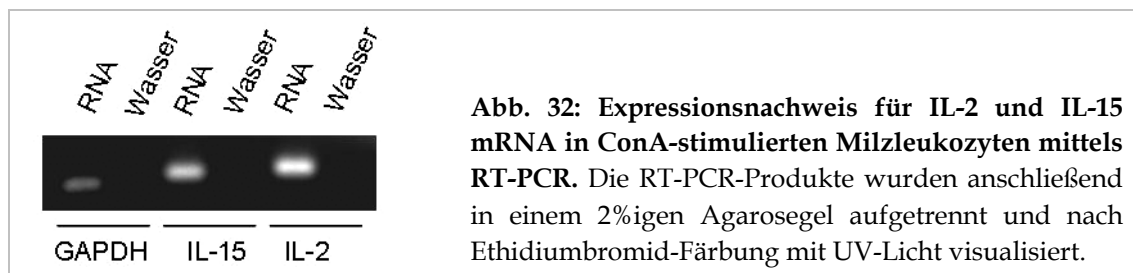 RNA Wasser RNA Wasser RNA Wasser
GAPDH IL-15 IL-2
Abb. 32: Expressionsnachweis für IL-2 und IL-15
mRNA in ConA-stimulierten Milzleukozyten mittels
RT-PCR. Die RT-PCR-Produkte wurden anschließend
in einem 2%igen Agarosegel aufgetrennt und nach
Ethidiumbromid-Färbung mit UV-Licht visualisiert.